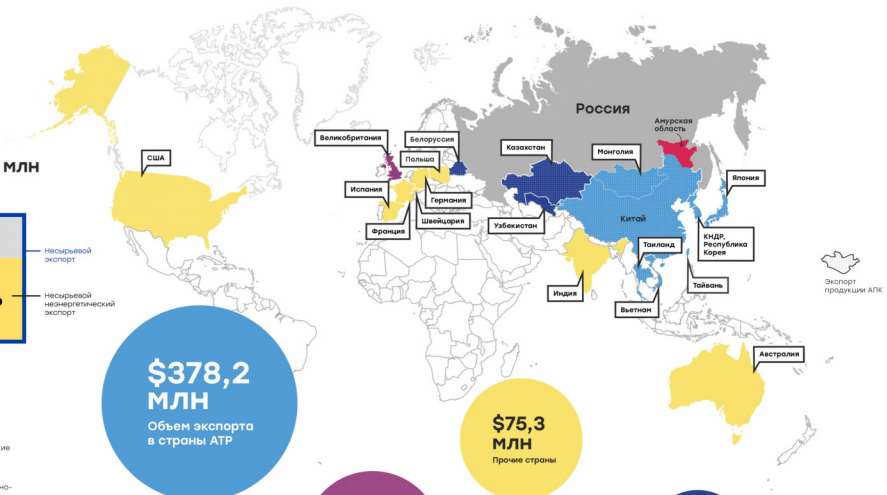 Россия
Амурская
область
Великобритания
Белоруссия
Казахстан
Монголия
США
Польша
МЛН
Япония
Испания
Германия
Китай
Швейцария
Узбекистан
Франция
КНДР,
Республика
Корея
Таиланд
Несырьевой
экспорт
Индия
Тайвань
Экспорт
продукции АПК
Несырьевой
неэнергетический
экспорт
Вьетнам
Австралия
$378,2
МЛН
Объем экспорта
в страны АТР
$75,3
МЛН
Прочие страны